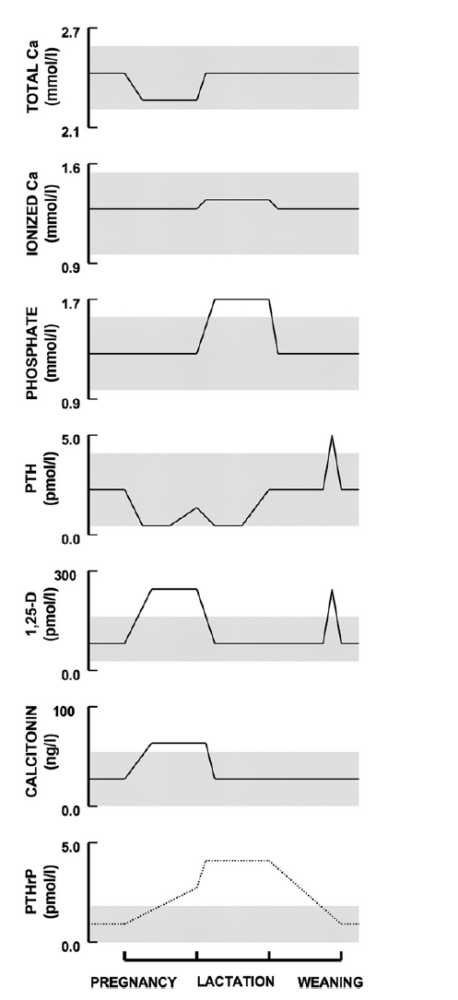 2.7
TOTAL Ca
(mmol/l)
2.1
1.6
IONIZED Ca
(mmol/l)
0.9
1.7
PHOSPHATE
(mmol/l)
0.9
5.0
PTH
(pmol/l)
0.0
300
1,25-D
(pmol/l)
0.0
100
CALCITONIN
(ng/l)
0.0
5.0
PTHrP
(pmol/l)
0.0
PREGNANCY LACTATION WEANING